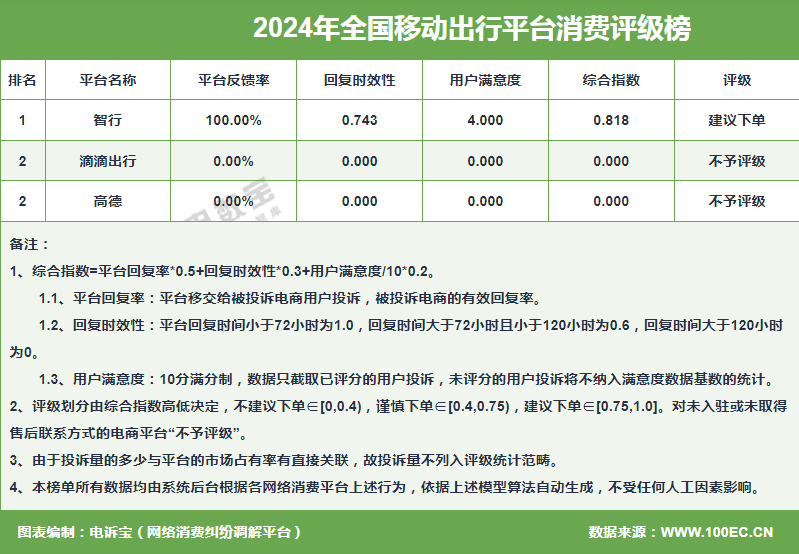 2024年全国移动出行平台消费评级榜
排名 平台名称 平台反馈率 回复时效性 用户满意度 综合指数 评级
1 智行 100.00% 0.743 4.000 0.818 建议下单
2 滴滴出行 0.00% 0.000 0.000 0.000 不予评级
2 高德 0.00% 0.000 0.000 0.000 不予评级
备注：
1、综合指数=平台回复率*0.5+回复时效性*0.3+用户满意度/10*0.2。
1.1、平台回复率：平台移交给被投诉电商用户投诉，被投诉电商的有效回复率。
1.2、回复时效性：平台回复时间小于72小时为1.0，回复时间大于72小时且小于120小时为0.6，回复时间大于120小时
为0。
1.3、用户满意度：10分满分制，数据只截取已评分的用户投诉，未评分的用户投诉将不纳入满意度数据基数的统计。
2、评级划分由综合指数高低决定，不建议下单∈[0,0.4)，谨慎下单∈[0.4,0.75)，建议下单∈[0.75,1.0]。对未入驻或未取得
售后联系方式的电商平台“不予评级”。
3、由于投诉量的多少与平台的市场占有率有直接关联，故投诉量不列入评级统计范畴。
4、本榜单所有数据均由系统后台根据各网络消费平台上述行为，依据上述模型算法自动生成，不受任何人工因素影响。
图表编制：电诉宝（网络消费纠纷调解平台） 数据来源：WWW.100EC.CN